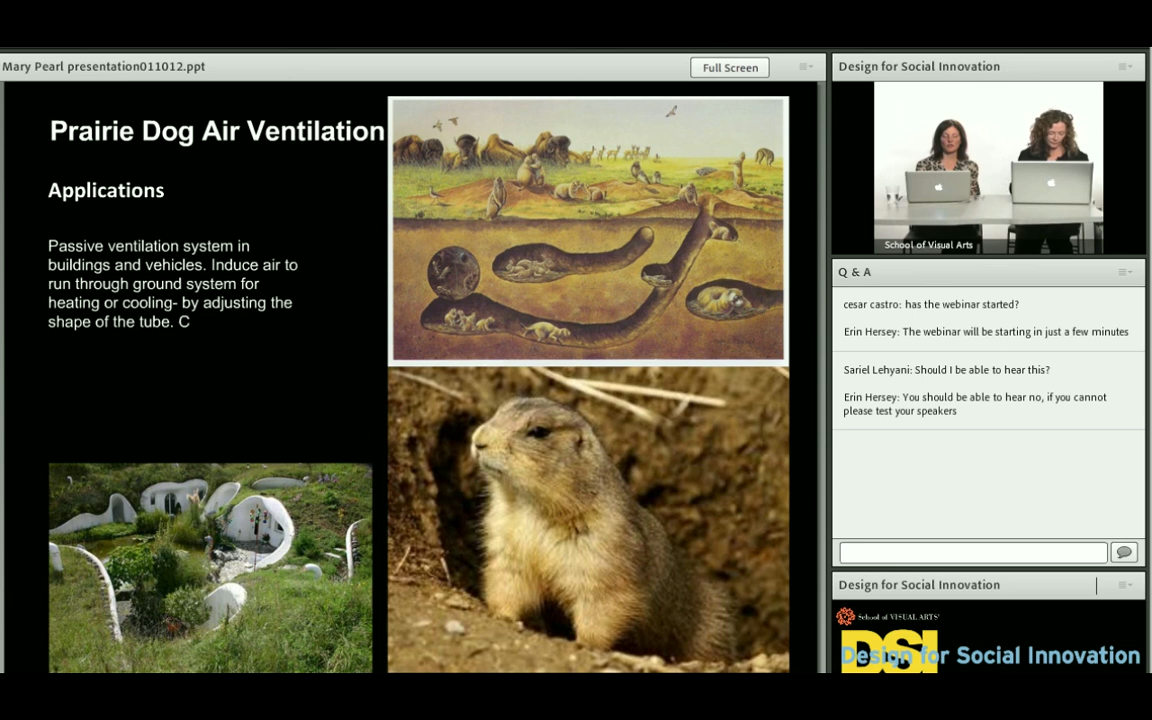 Mary Pearl presentation011012.ppt
Full Screen
Prairie Dog Air Ventilation
Applications
Passive ventilation system in
buildings and vehicles. Induce air to
run through ground system for
heating or cooling- by adjusting the
shape of the tube. C
Design for Social Innovation
School of Visual Arts
Q & A
cesar castro: has the webinar started?
Erin Hersey: The webinar will be starting in just a few minutes
Sariel Lehyani: Should I be able to hear this?
Erin Hersey: You should be able to hear no, if you cannot
please test your speakers
Design for Social Innovation
School of VISUAL ARTS
DSI
Design for Social Innovation